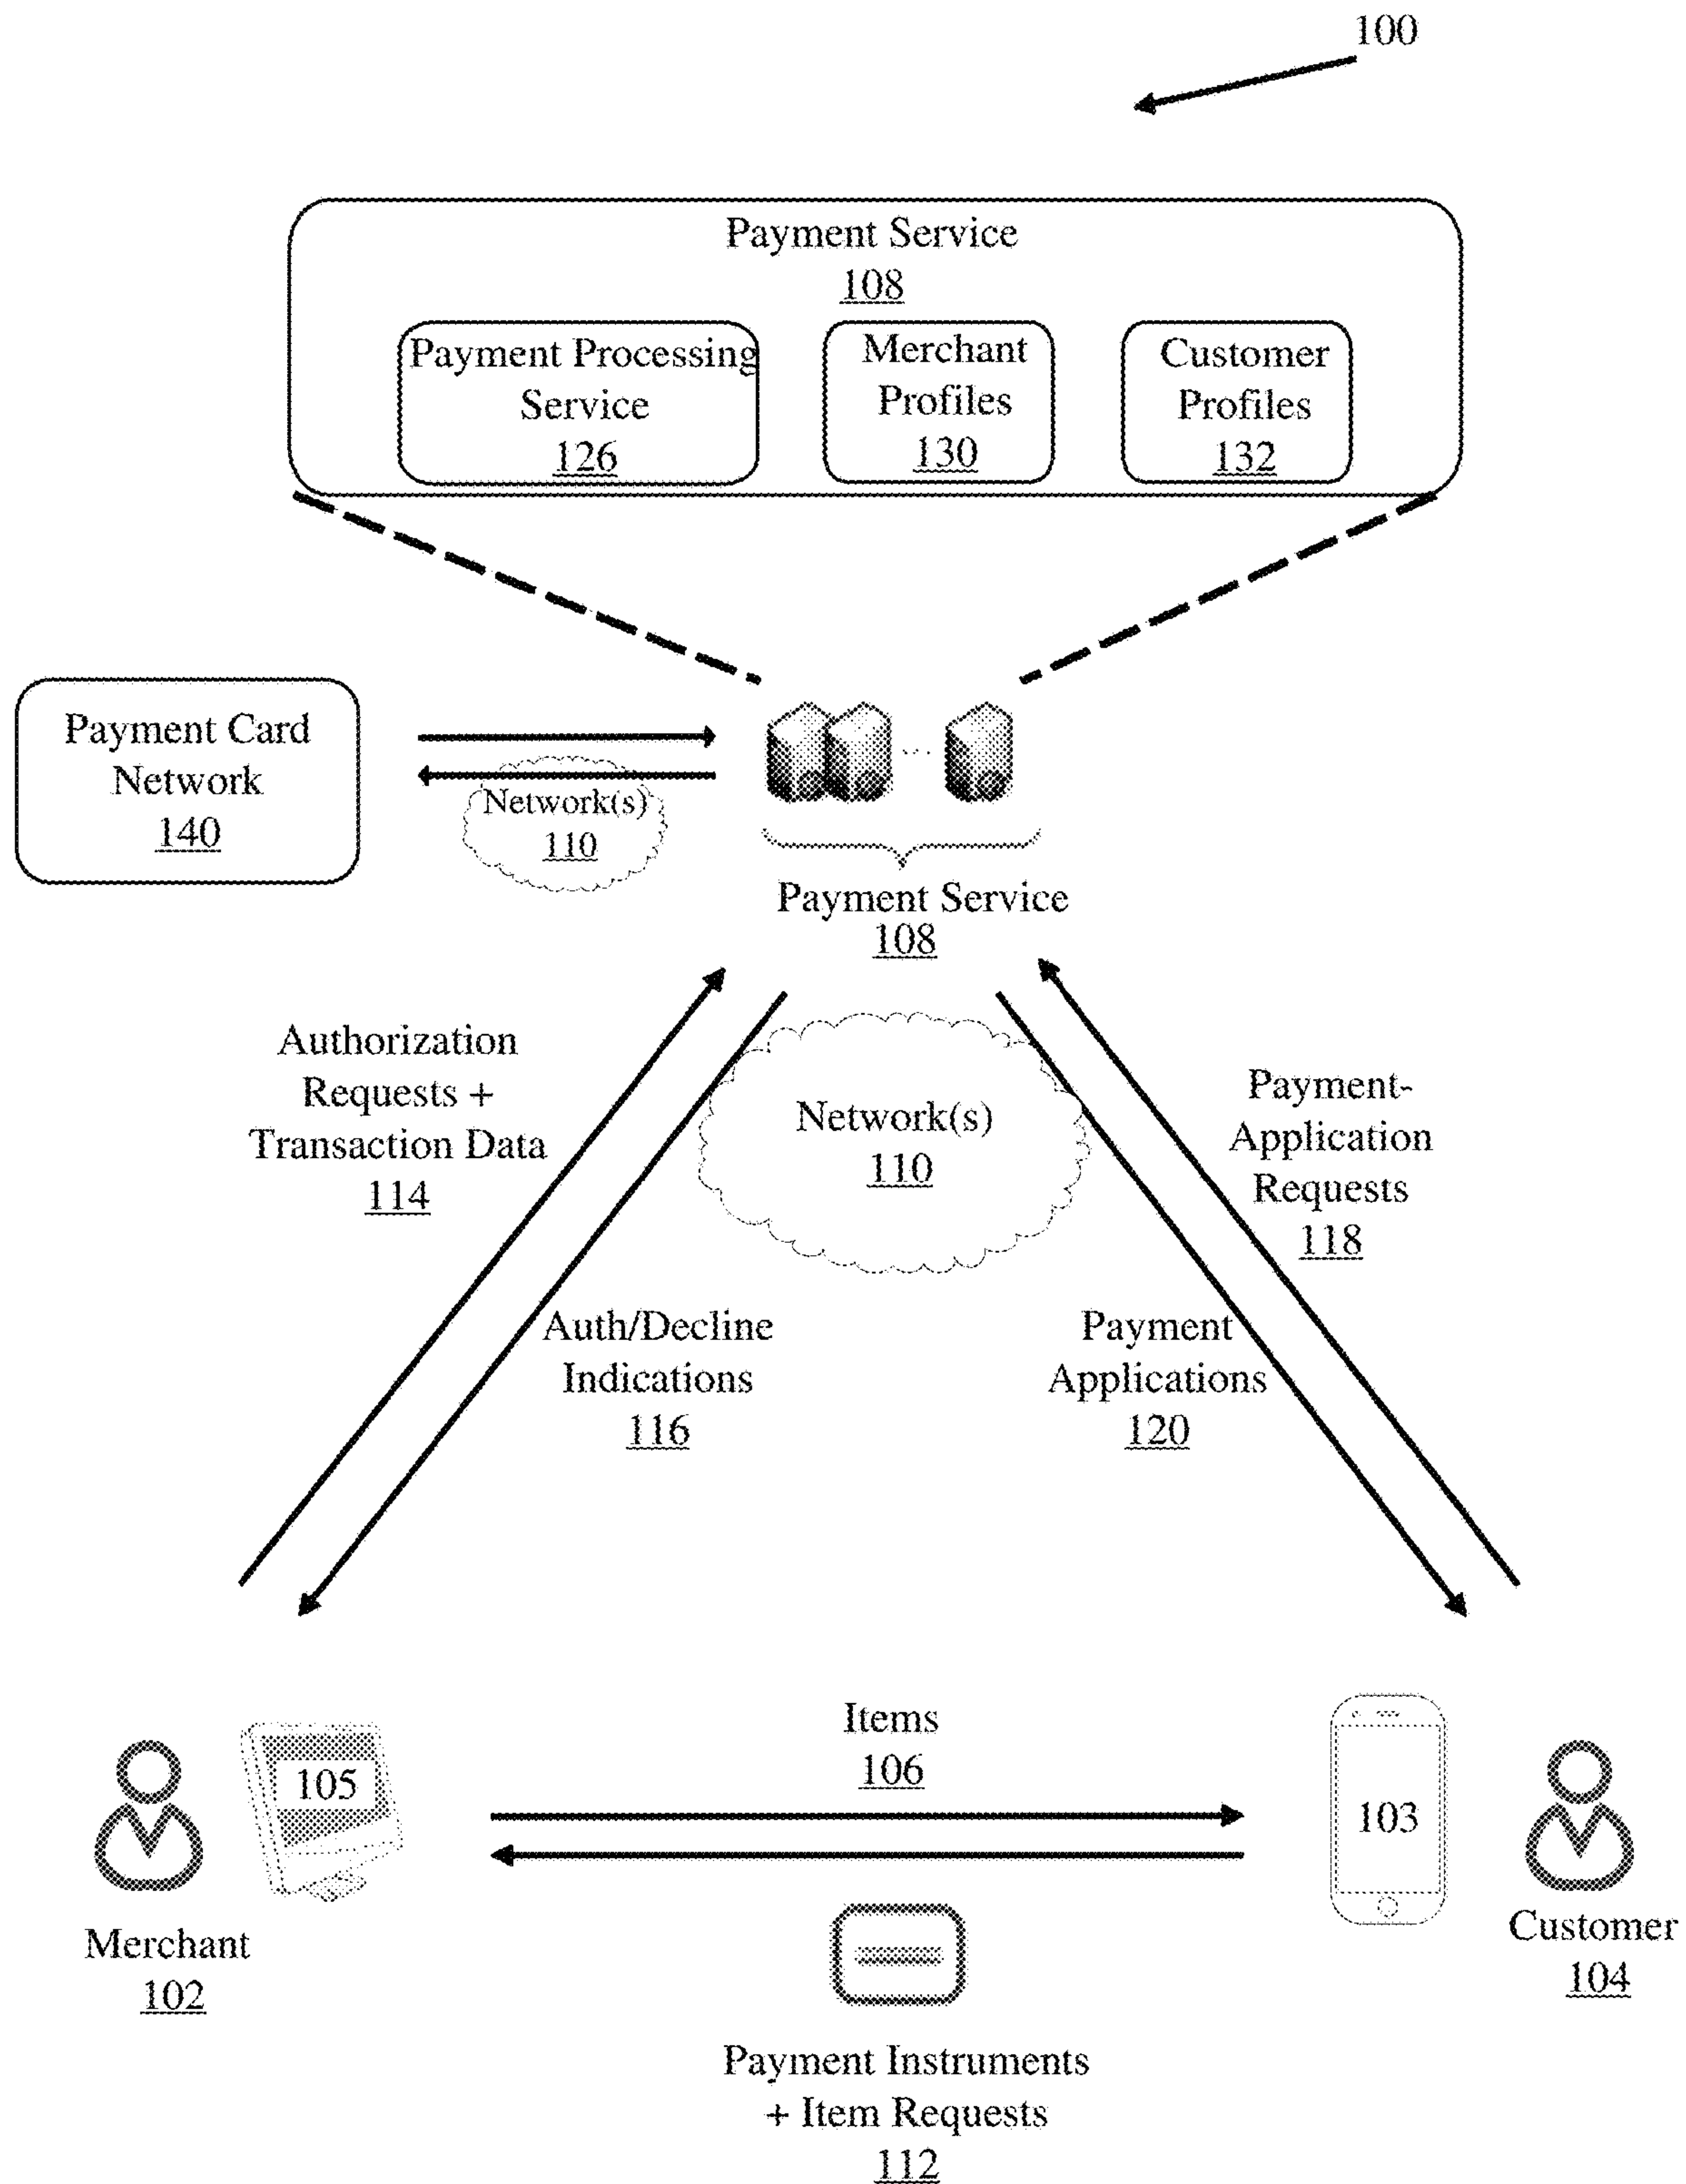 100
Payment Service
108
Payment Processing
Service
126
Merchant
Profiles
130
Customer
Profiles
132
Payment Card
Network
140
Network(s)
110
Payment Service
108
Authorization
Requests +
Transaction Data
114
Network(s)
110
Payment-
Application
Requests
118
Auth/Decline
Indications
116
Payment
Applications
120
Items
106
105
103
Merchant
102
Customer
104
Payment Instruments
+ Item Requests
112